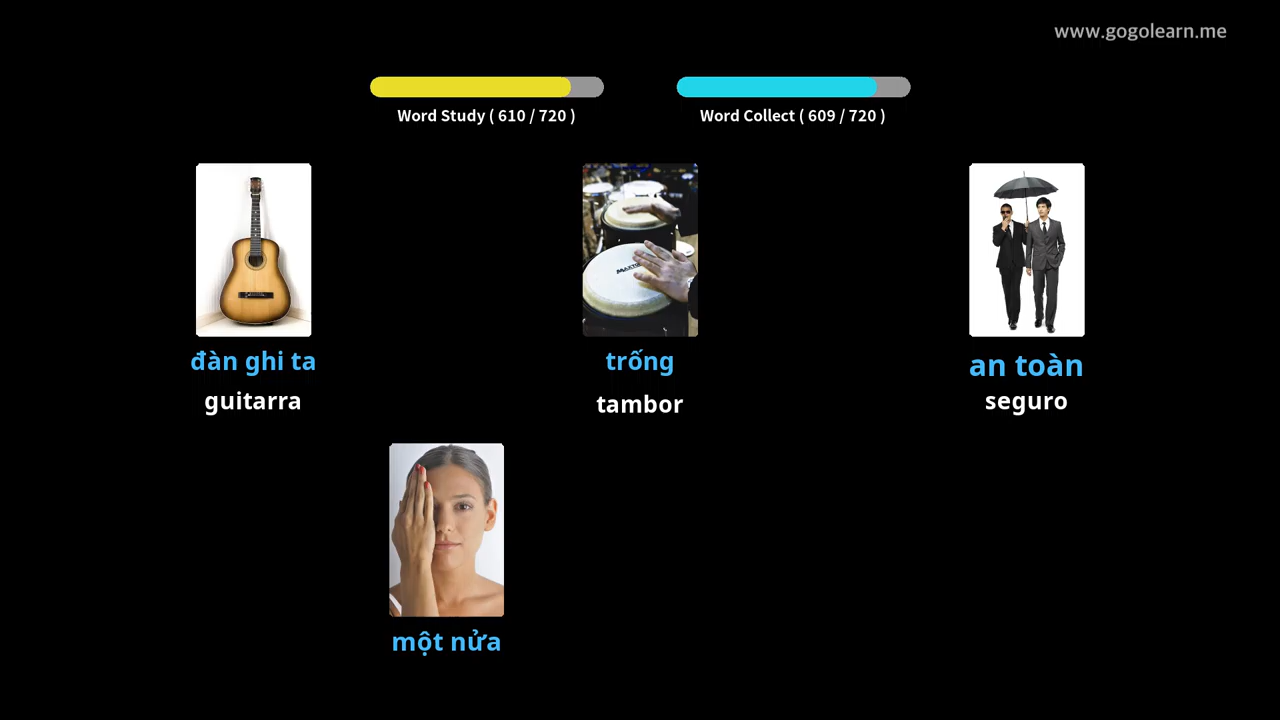 www.gogolearn.me
Word Study ( 610 / 720 )
Word Collect ( 609 / 720 )
đàn ghi ta
guitarra
trống
tambor
an toàn
seguro
một nửa